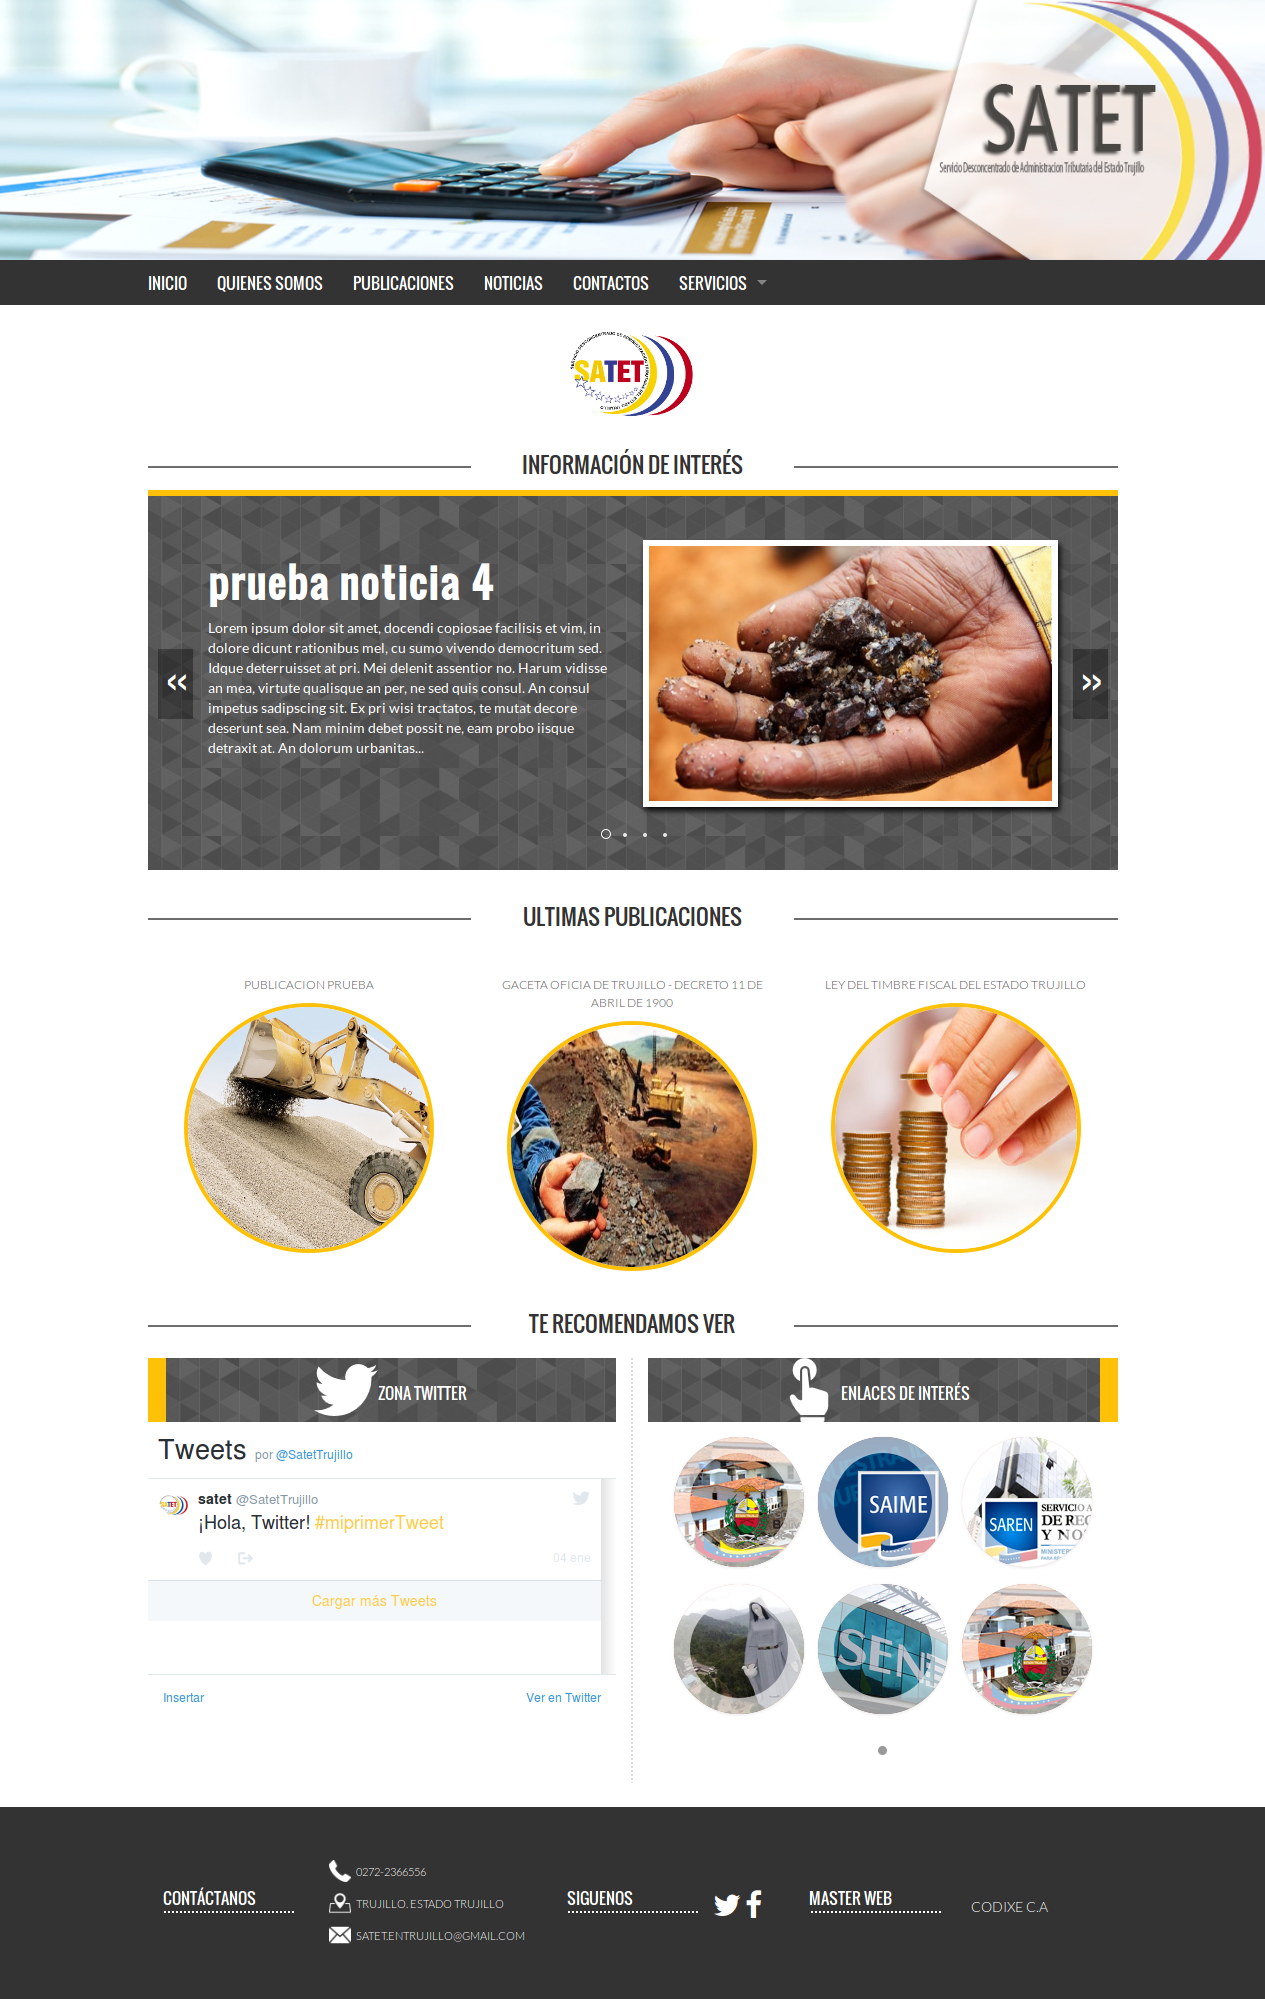 SATET
Servicio Desconcentrado de Administracion Tributaria del Estado Trujillo
INICIO QUIENES SOMOS PUBLICACIONES NOTICIAS CONTACTOS SERVICIOS
SATET
INFORMACIÓN DE INTERÉS
prueba noticia 4
Lorem ipsum dolor sit amet, docendi copiosae facilisis et vim, in
dolore dicunt rationibus mel, cu sumo vivendo democritum sed.
Idque deterruisset at pri. Mei delenit assentior no. Harum vidisse
an mea, virtute qualisque an per, ne sed quis consul. An consul
impetus sadipscing sit. Ex pri wisi tractatos, te mutat decore
deserunt sea. Nam minim debet possit ne, eam probo iisque
detraxit at. An dolorum urbanitas...
‹‹
››
ULTIMAS PUBLICACIONES
PUBLICACION PRUEBA
GACETA OFICIA DE TRUJILLO - DECRETO 11 DE
ABRIL DE 1900
LEY DEL TIMBRE FISCAL DEL ESTADO TRUJILLO
TE RECOMENDAMOS VER
ZONA TWITTER
Tweets por @SatetTrujillo
satet @SatetTrujillo
¡Hola, Twitter! #miprimerTweet
04 ene
Cargar más Tweets
Insertar
Ver en Twitter
ENLACES DE INTERÉS
SAIME
SAREN
SERVICIO A
DE REG
Y NO
MINISTER
SENE
CONTÁCTANOS
0272-2366556
TRUJILLO. ESTADO TRUJILLO
SATET.ENTRUJILLO@GMAIL.COM
SIGUENOS
MASTER WEB
CODIXE C.A